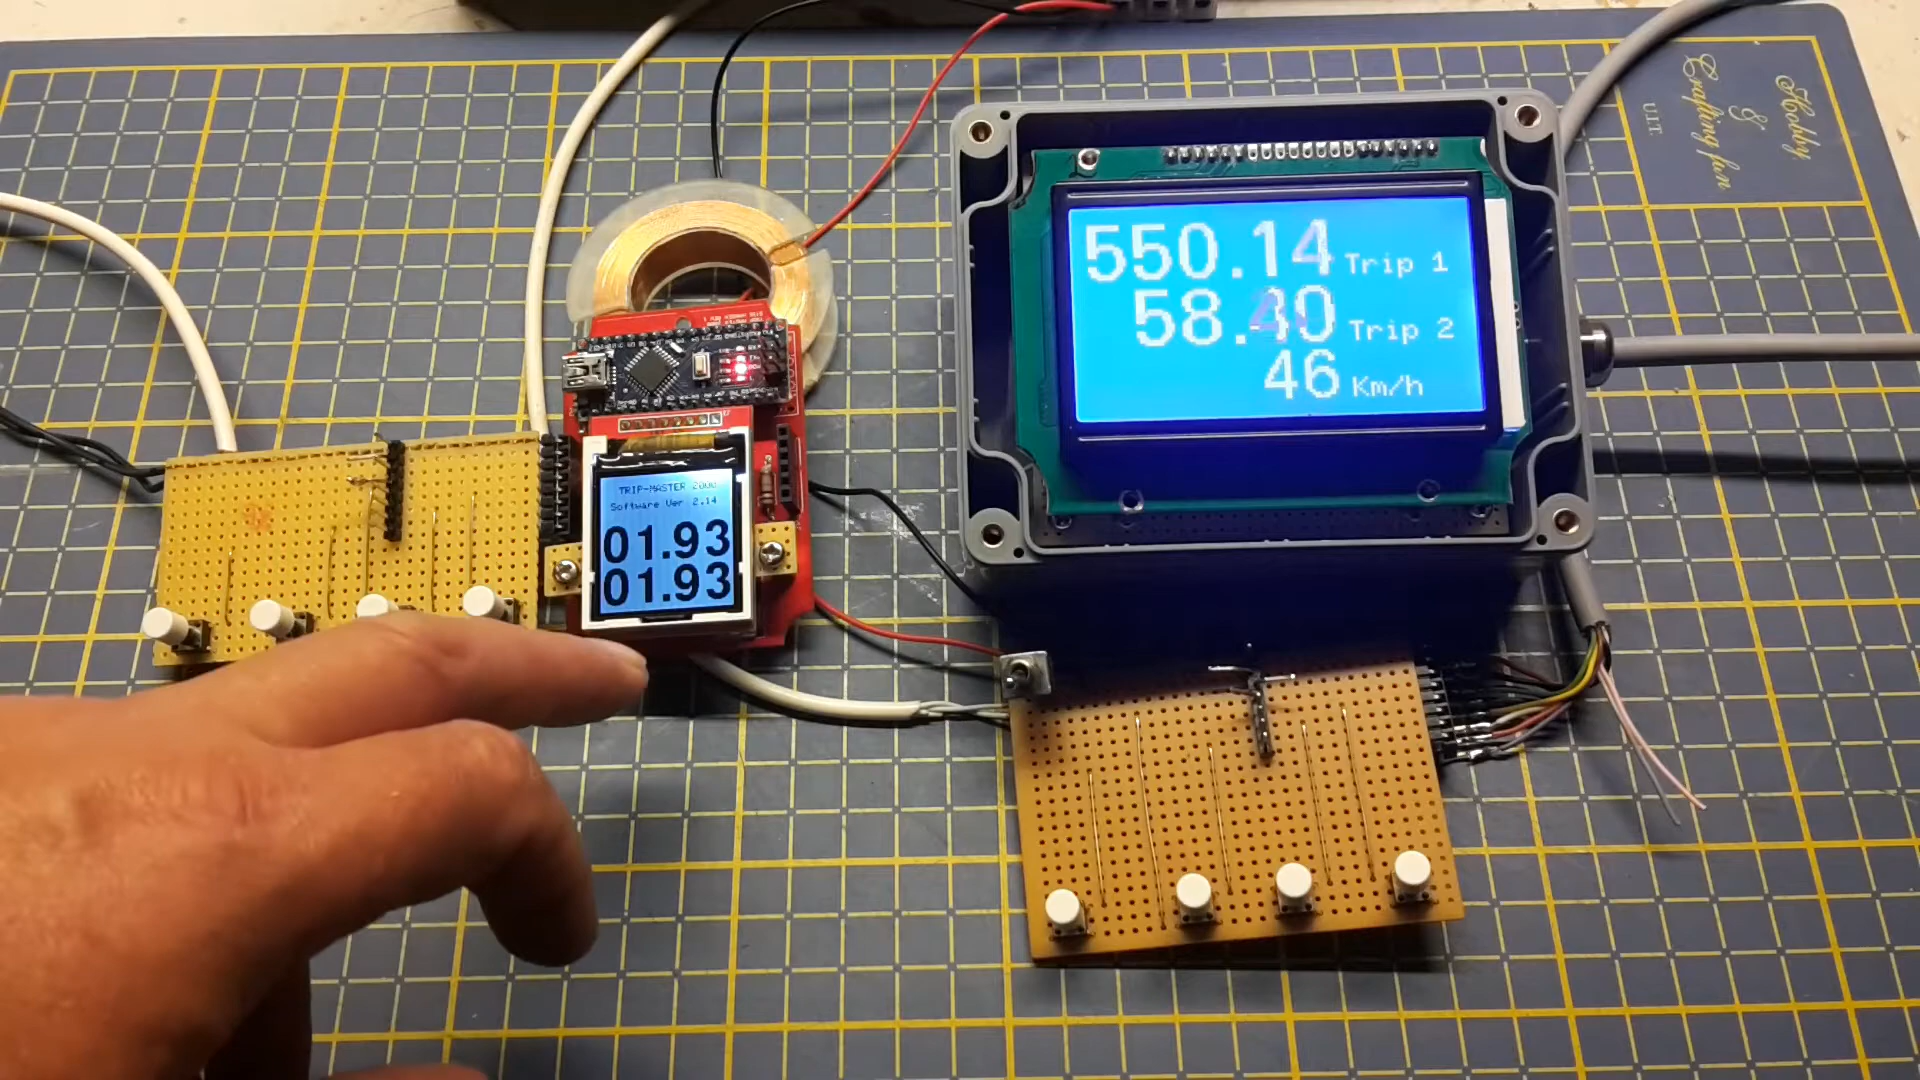 550.14 Trip 1
58.40 Trip 2
46 Km/h
TRIP-MASTER 2000
Software Ver 2.14
01.93
01.93
Hobby
&
Crafting fun
U.I.T.